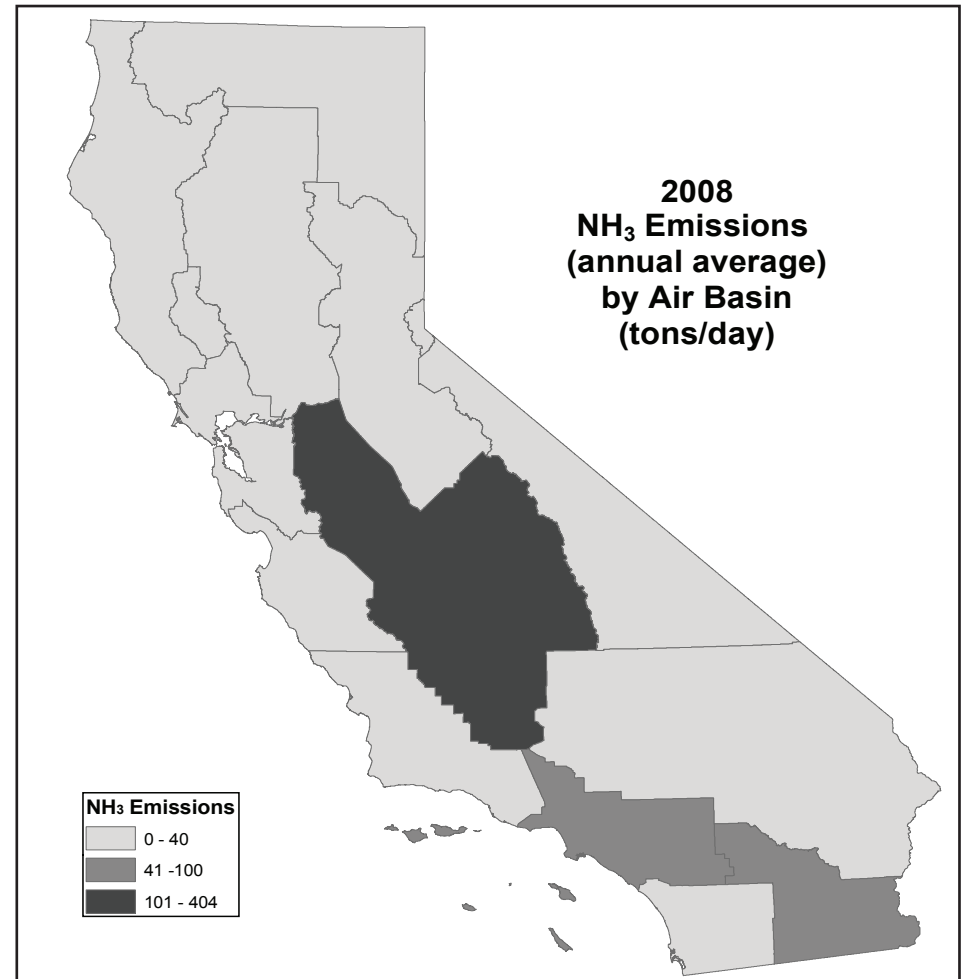 2008
NH₃ Emissions
(annual average)
by Air Basin
(tons/day)
NH₃ Emissions
0 - 40
41 -100
101 - 404